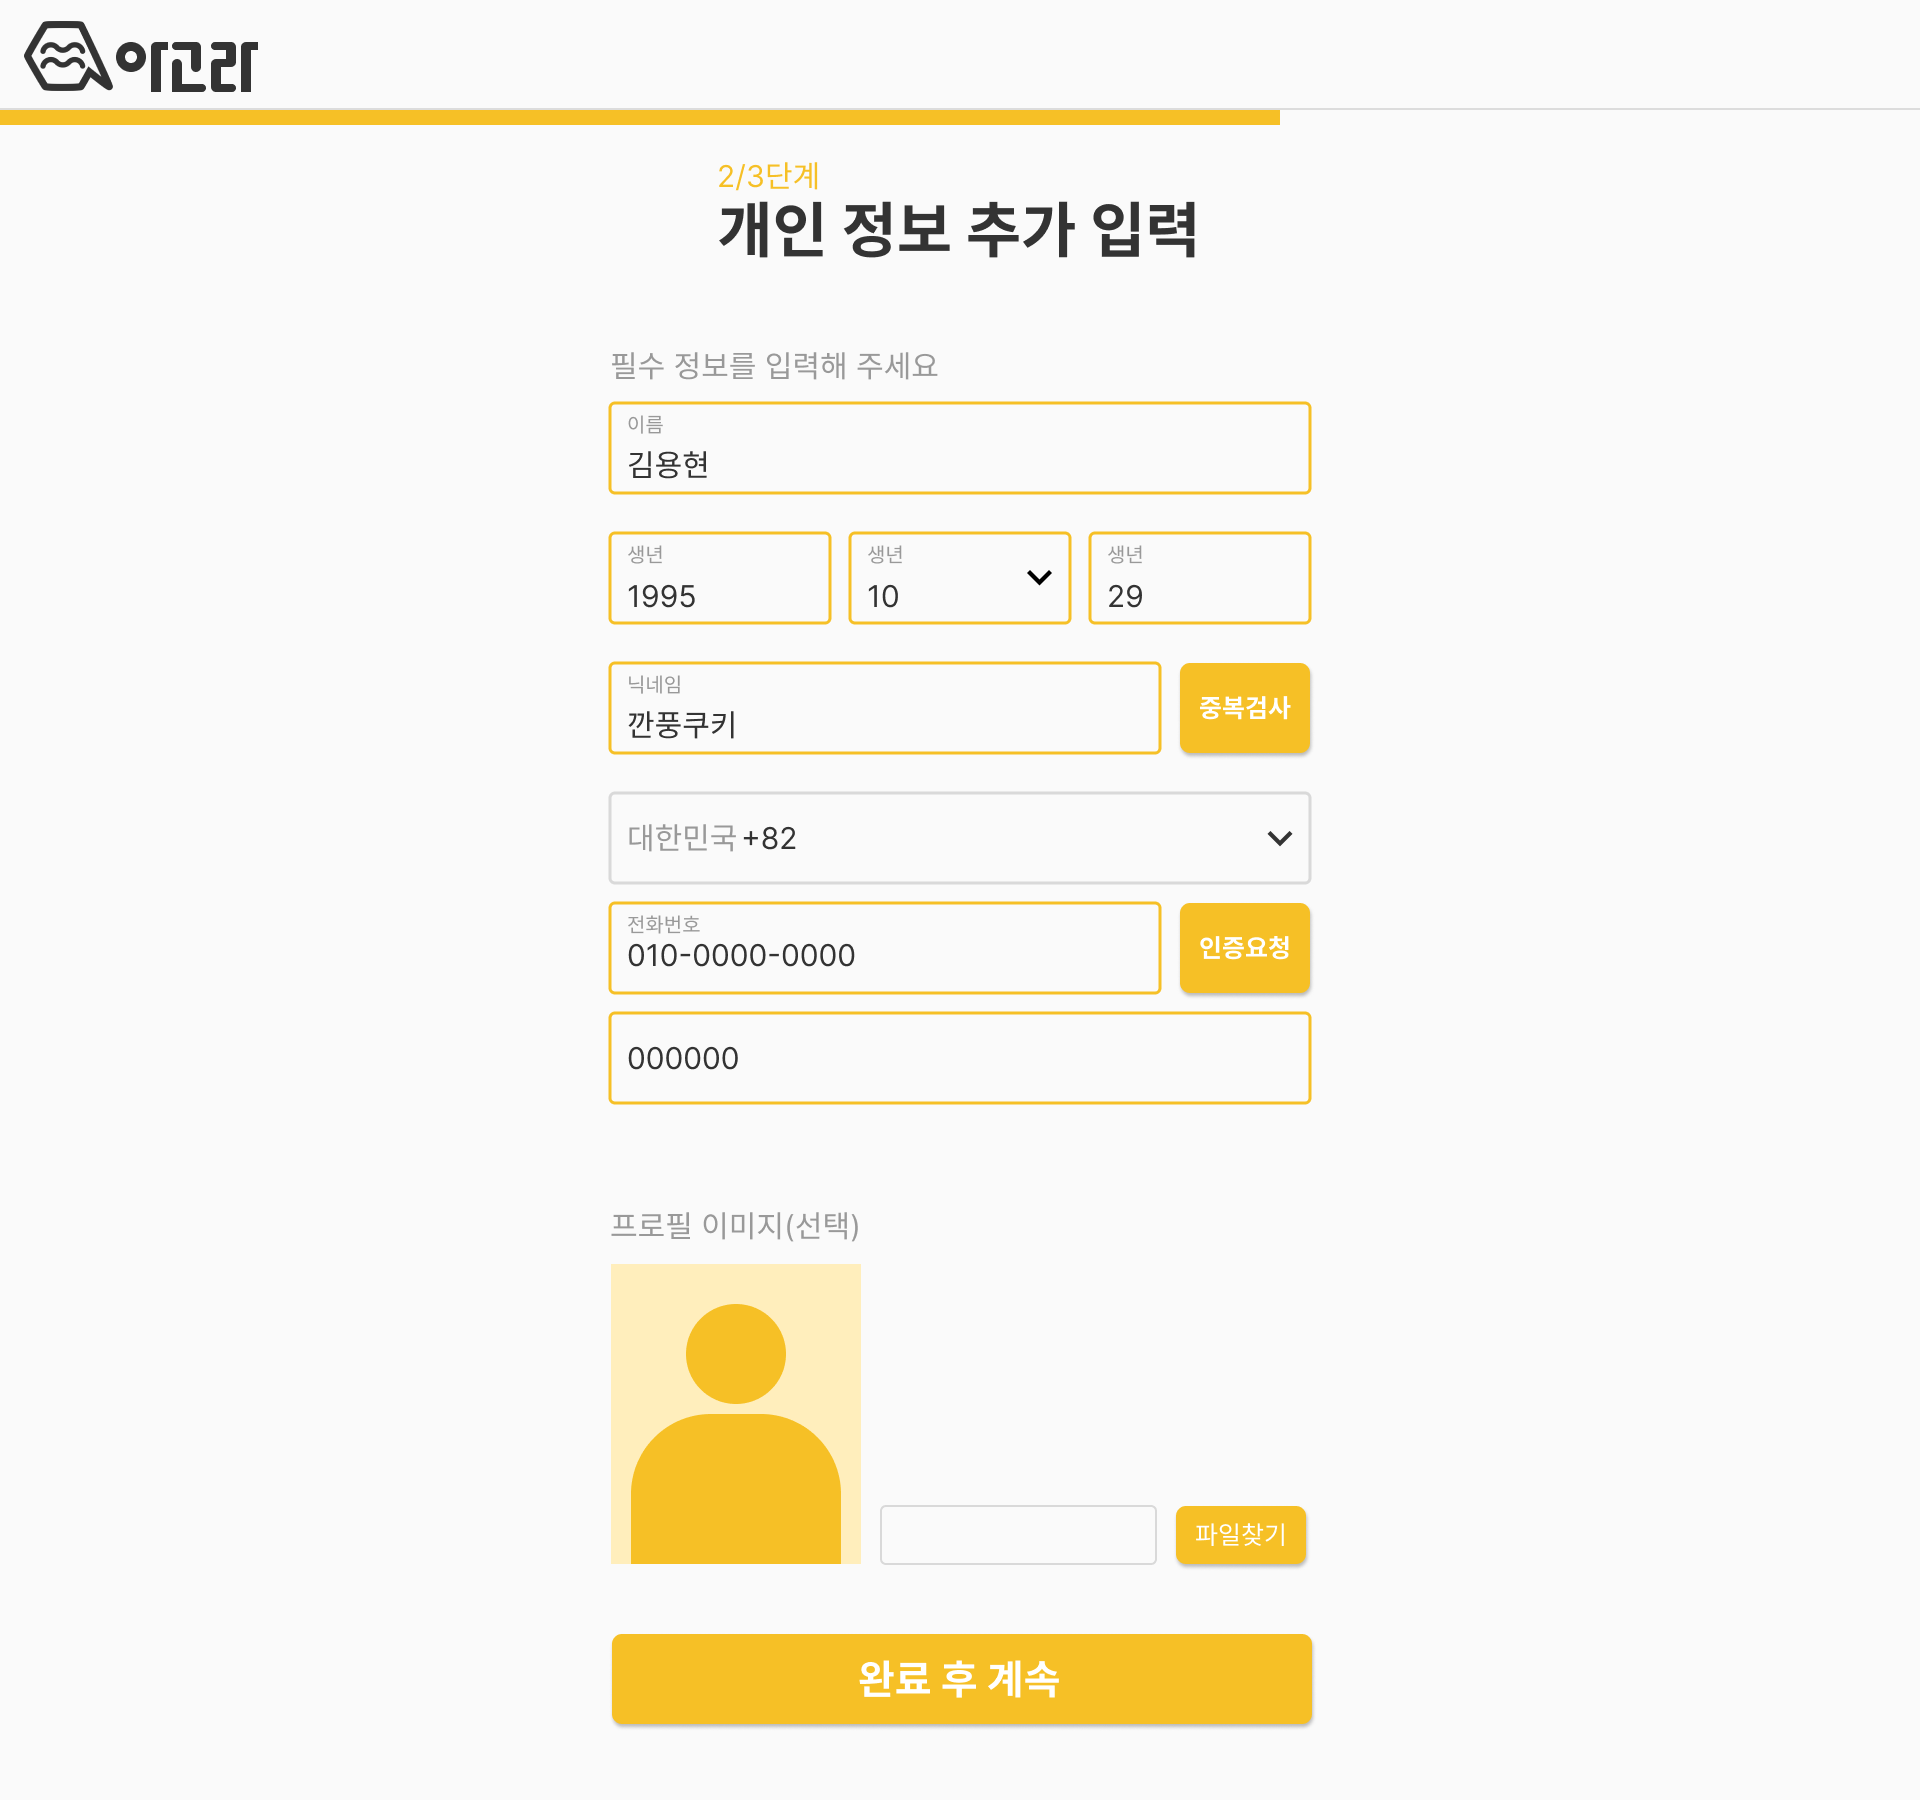 아고라
2/3단계
개인 정보 추가 입력
필수 정보를 입력해 주세요
이름
김용현
생년 생년 생년
1995 10 29
닉네임
깐풍쿠키
중복검사
대한민국 +82
전화번호
010-0000-0000
인증요청
000000
프로필 이미지(선택)
파일찾기
완료 후 계속